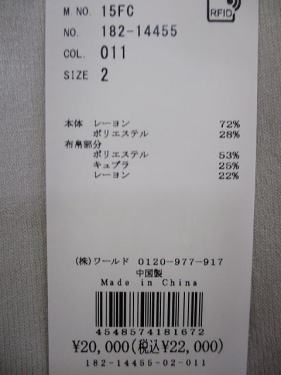 RFID
M NO. 15FC
NO. 182-14455
COL. 011
SIZE 2
本体 レーヨン 72%
ポリエステル 28%
布帛部分
ポリエステル 53%
キュプラ 25%
レーヨン 22%
(株)ワールド 0120-977-917
中国製
Made in China
4548574181672
¥20,000(税込¥22,000)
182-14455-02-011